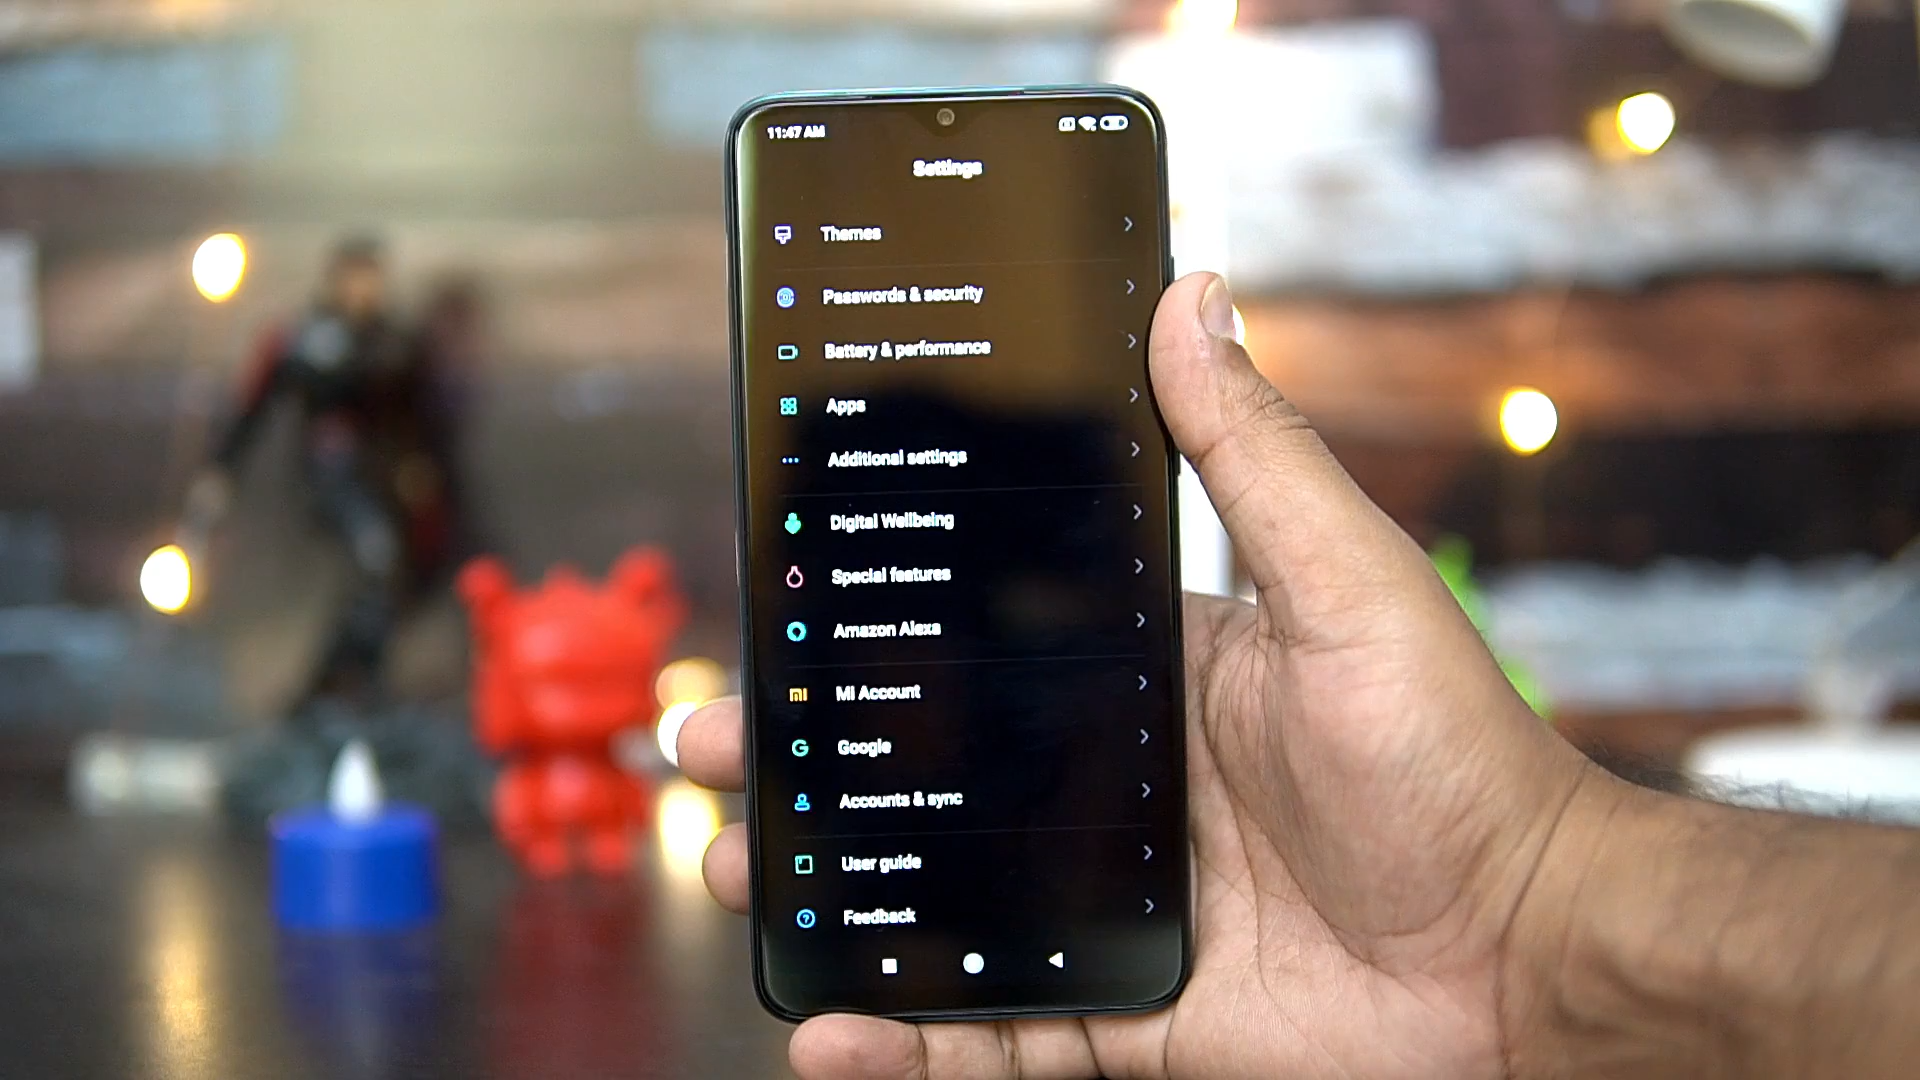 11:47 AM
Settings
Themes
Passwords & security
Battery & performance
Apps
Additional settings
Digital Wellbeing
Special features
Amazon Alexa
Mi Account
Google
Accounts & sync
User guide
Feedback